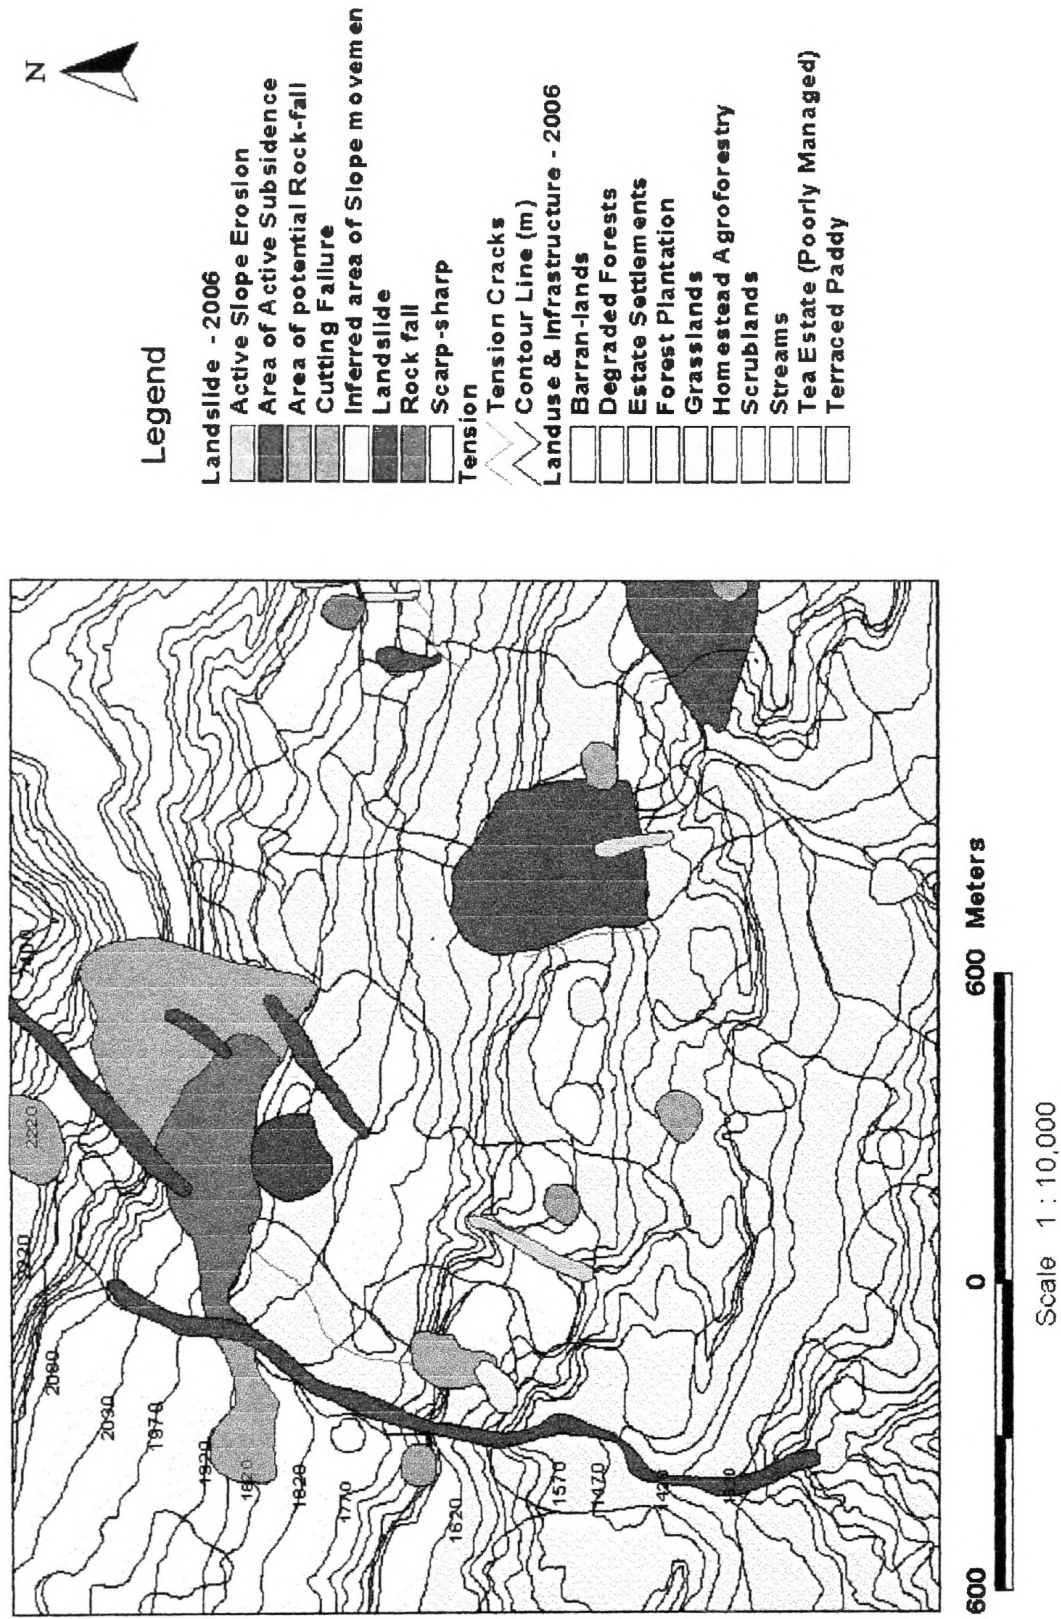 N
Legend
Landslide - 2006
Active Slope Erosion
Area of Active Subsidence
Area of potential Rock-fall
Cutting Failure
Inferred area of Slope movemen
Landslide
Rock fall
Scarp-sharp
Tension
Tension Cracks
Contour Line (m)
Landuse & Infrastructure - 2006
Barran-lands
Degraded Forests
Estate Settlements
Forest Plantation
Grasslands
Homestead Agroforestry
Scrublands
Streams
Tea Estate (Poorly Managed)
Terraced Paddy
2220
2080
2030
1970
1920
1820
1770
1620
1570
1470
1420
600 0 600 Meters
Scale 1 : 10,000